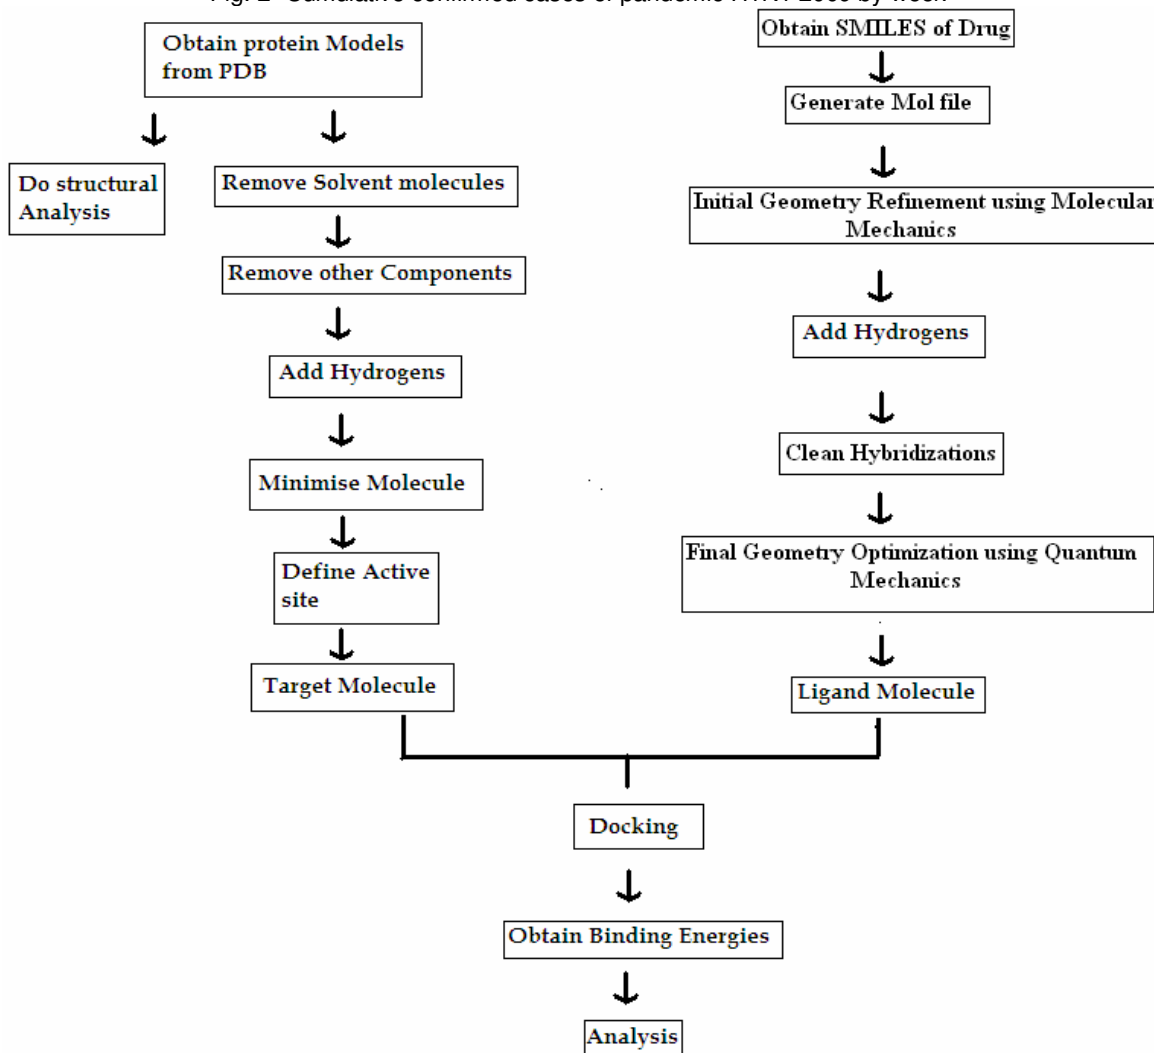 Fig. 2 Cumulative confirmed cases of pandemic H1N1 2009 by week
Obtain protein Models
from PDB
Do structural
Analysis
Remove Solvent molecules
Remove other Components
Add Hydrogens
Minimise Molecule
Define Active
site
Target Molecule
Obtain SMILES of Drug
Generate Mol file
Initial Geometry Refinement using Molecular
Mechanics
Add Hydrogens
Clean Hybridizations
Final Geometry Optimization using Quantum
Mechanics
Ligand Molecule
Docking
Obtain Binding Energies
Analysis